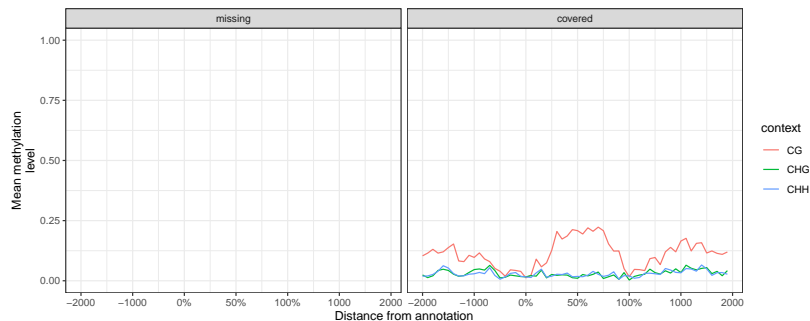 missing
covered
1.00
0.75
0.50
0.25
0.00
Mean methylation
level
−2000 −1000 0% 50% 100% 1000 2000
−2000 −1000 0% 50% 100% 1000 2000
Distance from annotation
context
CG
CHG
CHH